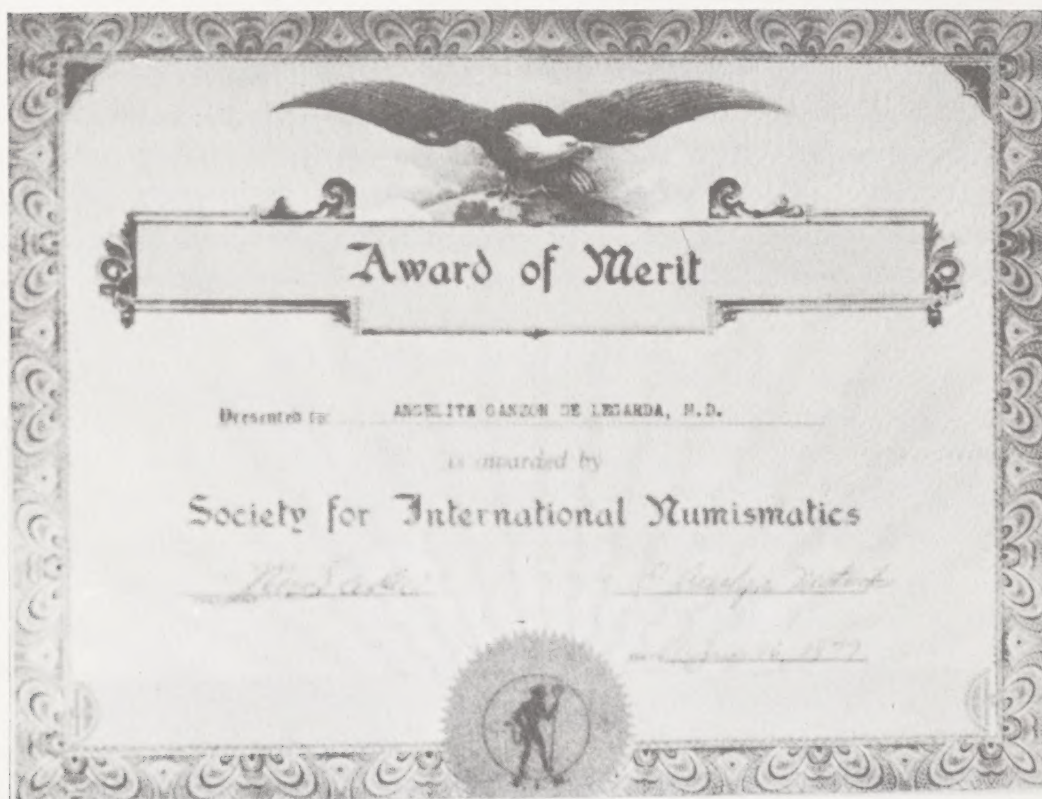 Award of Merit
Presented to ANGELITA GANZON DE LEGARDA, M.D.
is awarded by
Society for International Numismatics